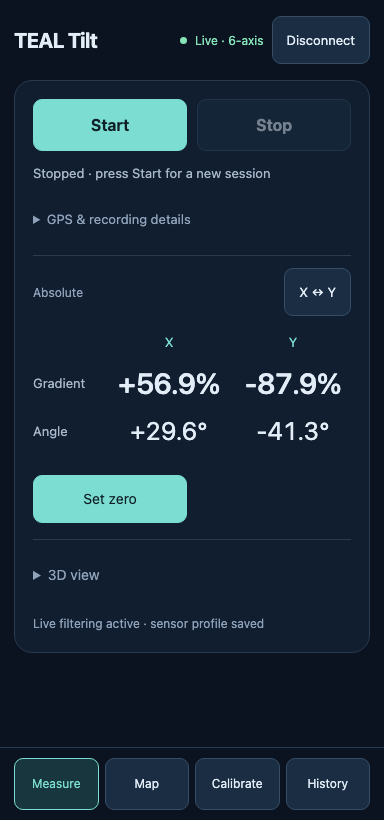 TEAL Tilt
Live · 6-axis
Disconnect
Start
Stop
Stopped · press Start for a new session
▶ GPS & recording details
Absolute
X ↔ Y
X Y
Gradient +56.9% -87.9%
Angle +29.6° -41.3°
Set zero
▶ 3D view
Live filtering active · sensor profile saved
Measure
Map
Calibrate
History